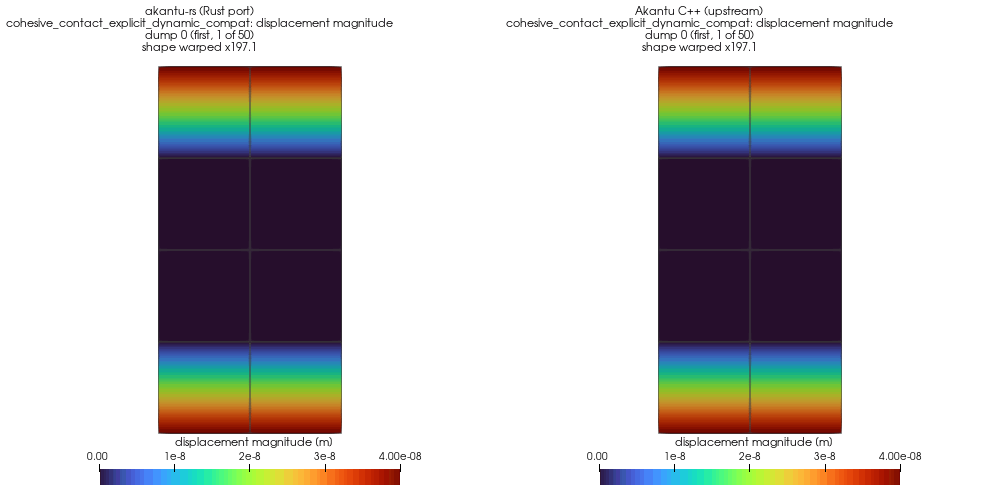 akantu-rs (Rust port)
cohesive_contact_explicit_dynamic_compat: displacement magnitude
dump 0 (first, 1 of 50)
shape warped x197.1
displacement magnitude (m)
0.00 1e-8 2e-8 3e-8 4.00e-08
Akantu C++ (upstream)
cohesive_contact_explicit_dynamic_compat: displacement magnitude
dump 0 (first, 1 of 50)
shape warped x197.1
displacement magnitude (m)
0.00 1e-8 2e-8 3e-8 4.00e-08